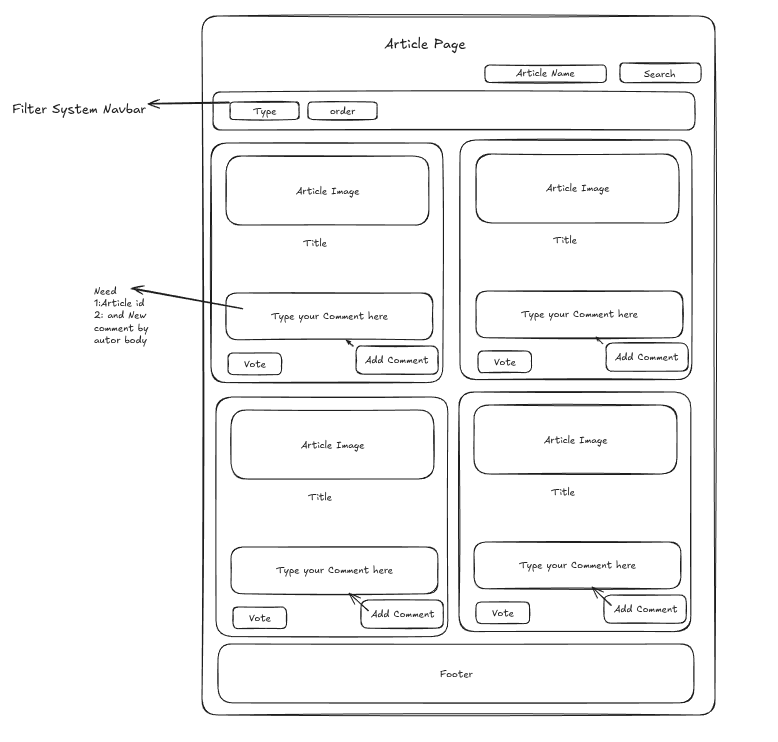 Article Page
Article Name
Search
Filter System Navbar
Type
order
Article Image
Article Image
Title
Title
Need
1:Article id
2: and New
comment by
autor body
Type your Comment here
Type your Comment here
Vote
Add Comment
Vote
Add Comment
Article Image
Article Image
Title
Title
Type your Comment here
Type your Comment here
Vote
Add Comment
Vote
Add Comment
Footer